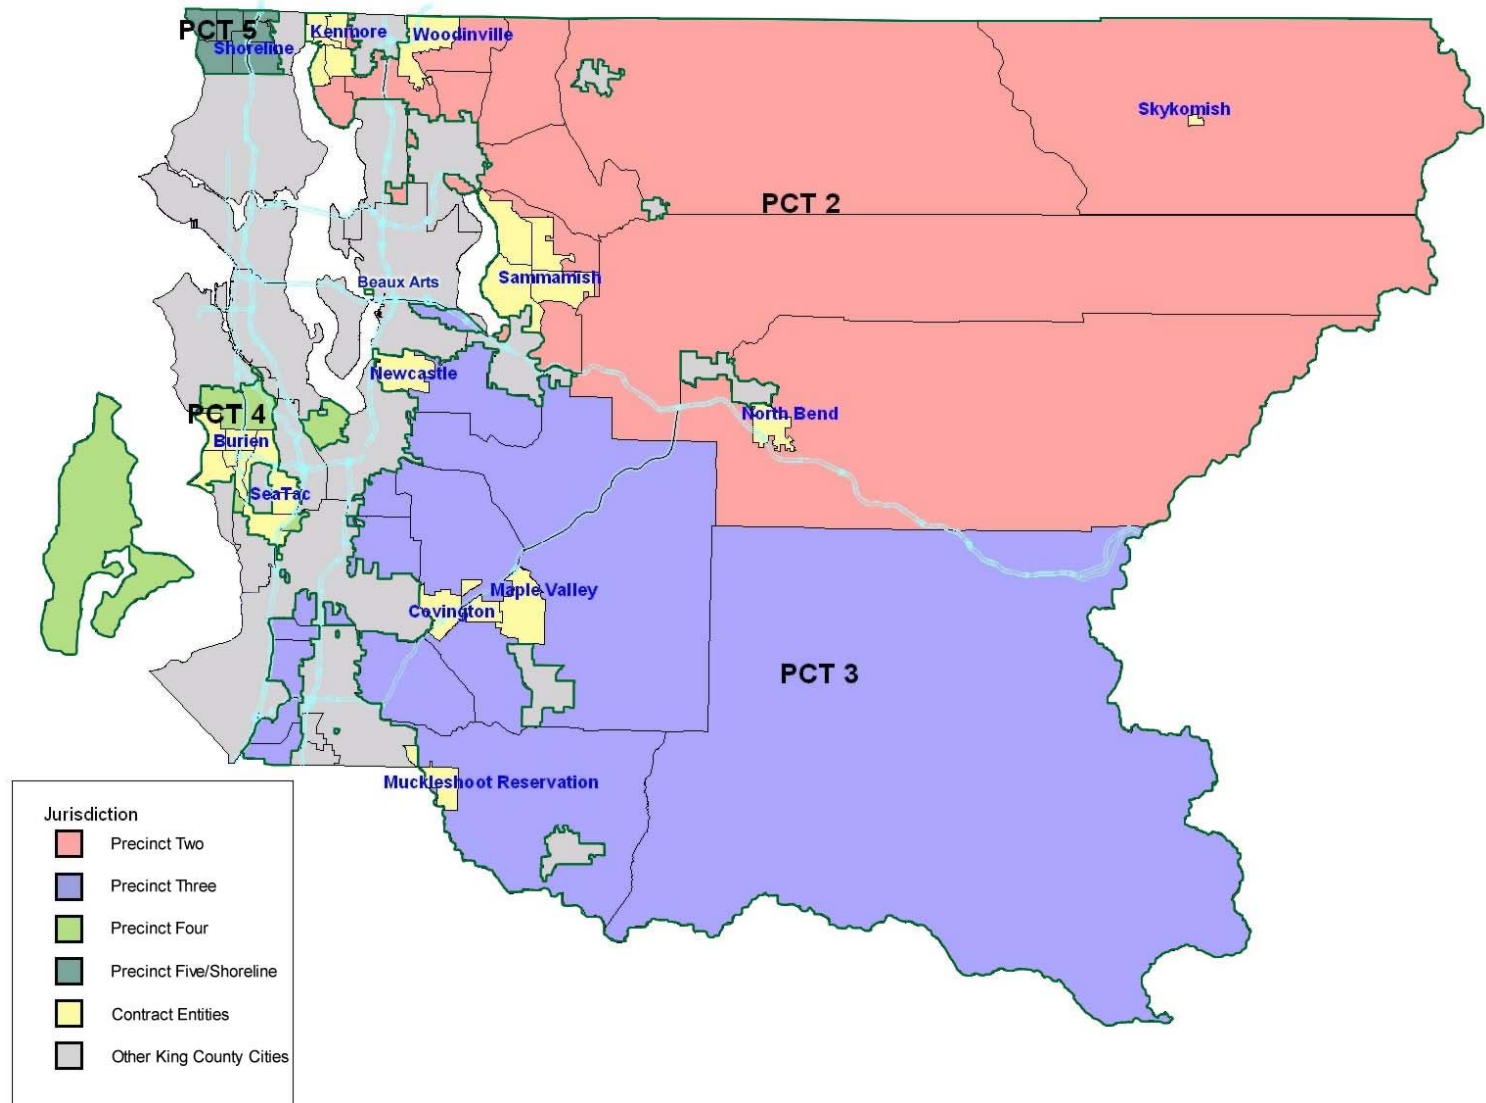 PCT 5
Shoreline
Kenmore
Woodinville
Skykomish
PCT 2
Sammamish
Beaux Arts
Newcastle
North Bend
PCT 4
Burien
SeaTac
Maple Valley
Covington
PCT 3
Muckleshoot Reservation
Jurisdiction
Precinct Two
Precinct Three
Precinct Four
Precinct Five/Shoreline
Contract Entities
Other King County Cities